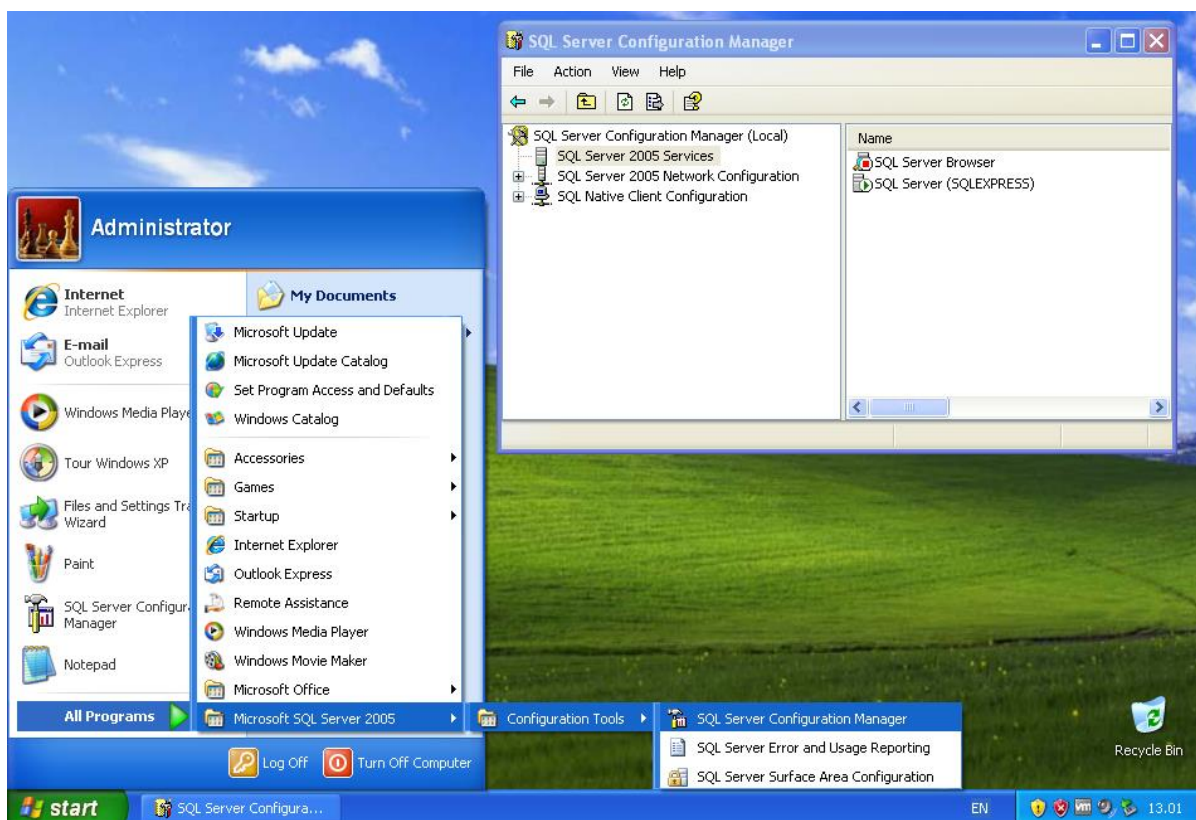 SQL Server Configuration Manager
File Action View Help
SQL Server Configuration Manager (Local)
SQL Server 2005 Services
SQL Server 2005 Network Configuration
SQL Native Client Configuration
Name
SQL Server Browser
SQL Server (SQLEXPRESS)
Administrator
Internet
Internet Explorer
E-mail
Outlook Express
Windows Media Playe
Tour Windows XP
Files and Settings Tra
Wizard
Paint
SQL Server Configura
Manager
Notepad
All Programs
My Documents
Microsoft Update
Microsoft Update Catalog
Set Program Access and Defaults
Windows Catalog
Accessories
Games
Startup
Internet Explorer
Outlook Express
Remote Assistance
Windows Media Player
Windows Movie Maker
Microsoft Office
Microsoft SQL Server 2005
Configuration Tools
SQL Server Configuration Manager
SQL Server Error and Usage Reporting
SQL Server Surface Area Configuration
Log Off
Turn Off Computer
Recycle Bin
start
SQL Server Configura...
EN
13.01